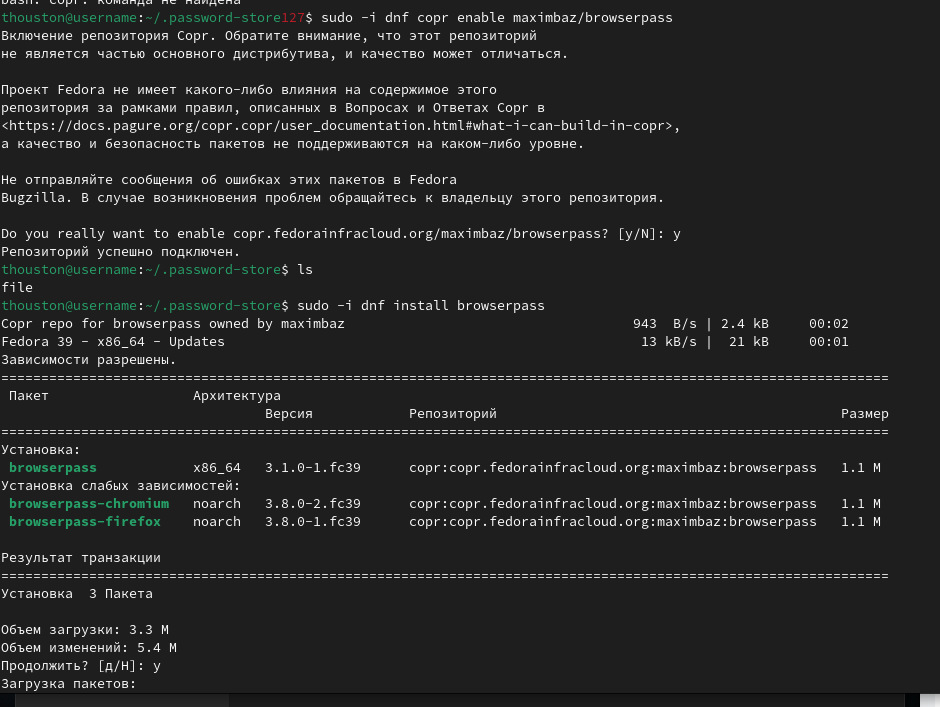 bash: copr: команда не найдена
thouston@username:~/.password-store127$ sudo -i dnf copr enable maximbaz/browserpass
Включение репозитория Copr. Обратите внимание, что этот репозиторий
не является частью основного дистрибутива, и качество может отличаться.
Проект Fedora не имеет какого-либо влияния на содержимое этого
репозитория за рамками правил, описанных в Вопросах и Ответах Copr в
<https://docs.pagure.org/copr.copr/user_documentation.html#what-i-can-build-in-copr>,
а качество и безопасность пакетов не поддерживаются на каком-либо уровне.
Не отправляйте сообщения об ошибках этих пакетов в Fedora
Bugzilla. В случае возникновения проблем обращайтесь к владельцу этого репозитория.
Do you really want to enable copr.fedorainfracloud.org/maximbaz/browserpass? [y/N]: y
Репозиторий успешно подключен.
thouston@username:~/.password-store$ ls
file
thouston@username:~/.password-store$ sudo -i dnf install browserpass
Copr repo for browserpass owned by maximbaz 943 B/s | 2.4 kB 00:02
Fedora 39 - x86_64 - Updates 13 kB/s | 21 kB 00:01
Зависимости разрешены.
================================================================================
Пакет Архитектура
Версия Репозиторий Размер
================================================================================
Установка:
browserpass x86_64 3.1.0-1.fc39 copr:copr.fedorainfracloud.org:maximbaz:browserpass 1.1 M
Установка слабых зависимостей:
browserpass-chromium noarch 3.8.0-2.fc39 copr:copr.fedorainfracloud.org:maximbaz:browserpass 1.1 M
browserpass-firefox noarch 3.8.0-1.fc39 copr:copr.fedorainfracloud.org:maximbaz:browserpass 1.1 M
Результат транзакции
================================================================================
Установка 3 Пакета
Объем загрузки: 3.3 M
Объем изменений: 5.4 M
Продолжить? [д/Н]: y
Загрузка пакетов: